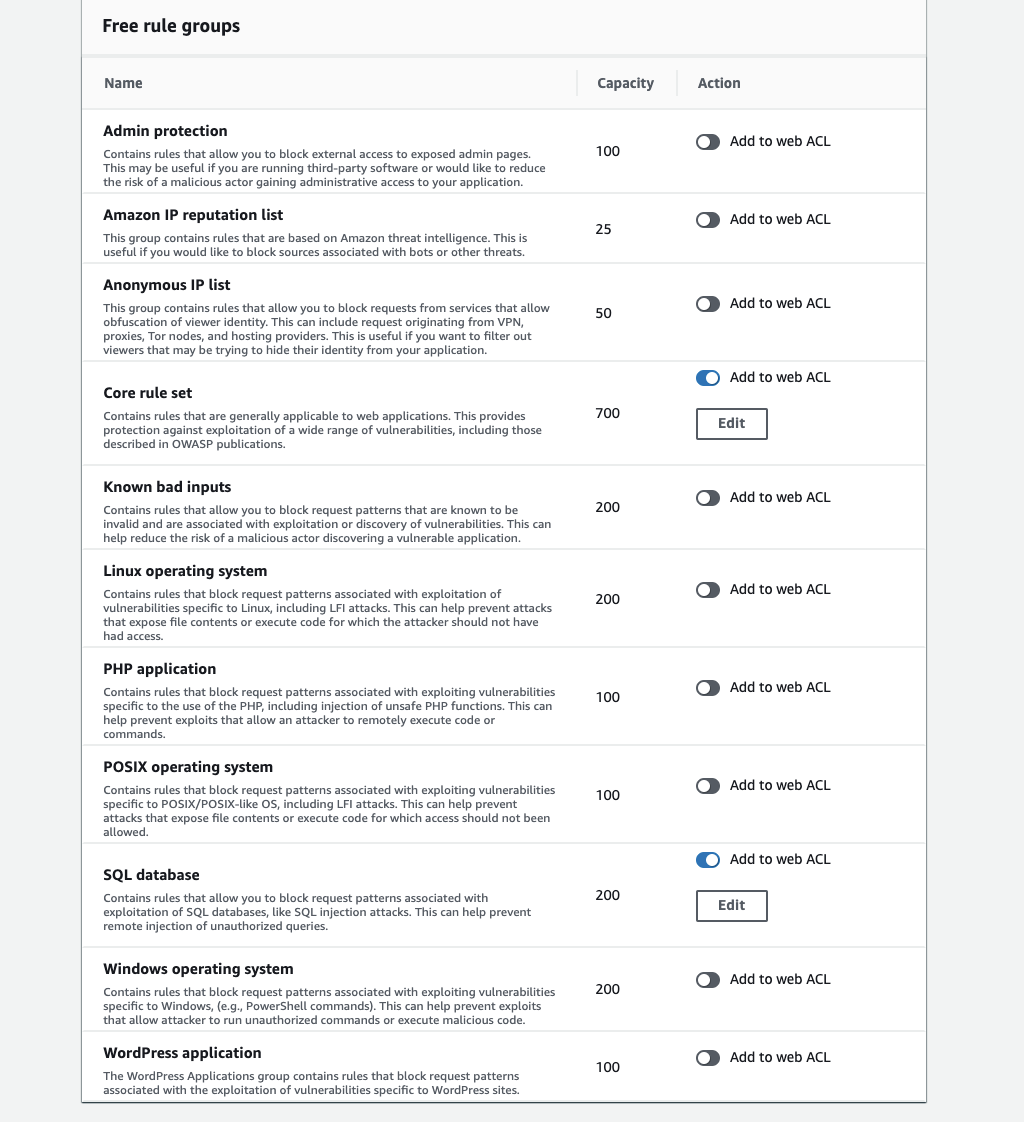 Free rule groups
Name
Capacity
Action
Admin protection
Contains rules that allow you to block external access to exposed admin pages.
This may be useful if you are running third-party software or would like to reduce
the risk of a malicious actor gaining administrative access to your application.
100
Add to web ACL
Amazon IP reputation list
This group contains rules that are based on Amazon threat intelligence. This is
useful if you would like to block sources associated with bots or other threats.
25
Add to web ACL
Anonymous IP list
This group contains rules that allow you to block requests from services that allow
obfuscation of viewer identity. This can include request originating from VPN,
proxies, Tor nodes, and hosting providers. This is useful if you want to filter out
viewers that may be trying to hide their identity from your application.
50
Add to web ACL
Core rule set
Contains rules that are generally applicable to web applications. This provides
protection against exploitation of a wide range of vulnerabilities, including those
described in OWASP publications.
700
Add to web ACL
Edit
Known bad inputs
Contains rules that allow you to block request patterns that are known to be
invalid and are associated with exploitation or discovery of vulnerabilities. This can
help reduce the risk of a malicious actor discovering a vulnerable application.
200
Add to web ACL
Linux operating system
Contains rules that block request patterns associated with exploitation of
vulnerabilities specific to Linux, including LFI attacks. This can help prevent attacks
that expose file contents or execute code for which the attacker should not have
had access.
200
Add to web ACL
PHP application
Contains rules that block request patterns associated with exploiting vulnerabilities
specific to the use of the PHP, including injection of unsafe PHP functions. This can
help prevent exploits that allow an attacker to remotely execute code or
commands.
100
Add to web ACL
POSIX operating system
Contains rules that block request patterns associated with exploiting vulnerabilities
specific to POSIX/POSIX-like OS, including LFI attacks. This can help prevent
attacks that expose file contents or execute code for which access should not been
allowed.
100
Add to web ACL
SQL database
Contains rules that allow you to block request patterns associated with
exploitation of SQL databases, like SQL injection attacks. This can help prevent
remote injection of unauthorized queries.
200
Add to web ACL
Edit
Windows operating system
Contains rules that block request patterns associated with exploiting vulnerabilities
specific to Windows, (e.g., PowerShell commands). This can help prevent exploits
that allow attacker to run unauthorized commands or execute malicious code.
200
Add to web ACL
WordPress application
The WordPress Applications group contains rules that block request patterns
associated with the exploitation of vulnerabilities specific to WordPress sites.
100
Add to web ACL